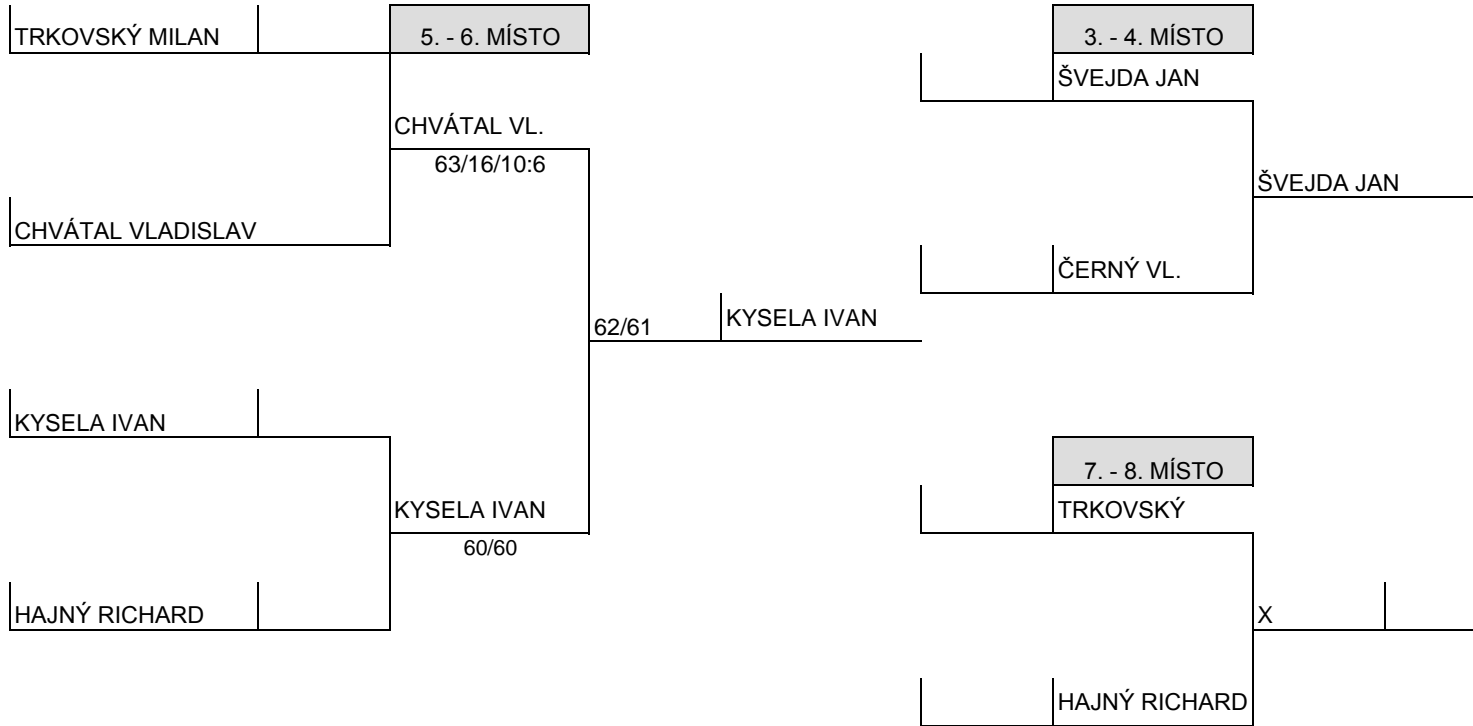 TRKOVSKÝ MILAN
5. - 6. MÍSTO
CHVÁTAL VL.
63/16/10:6
CHVÁTAL VLADISLAV
62/61
KYSELA IVAN
KYSELA IVAN
KYSELA IVAN
60/60
HAJNÝ RICHARD
3. - 4. MÍSTO
ŠVEJDA JAN
ŠVEJDA JAN
ČERNÝ VL.
7. - 8. MÍSTO
TRKOVSKÝ
X
HAJNÝ RICHARD